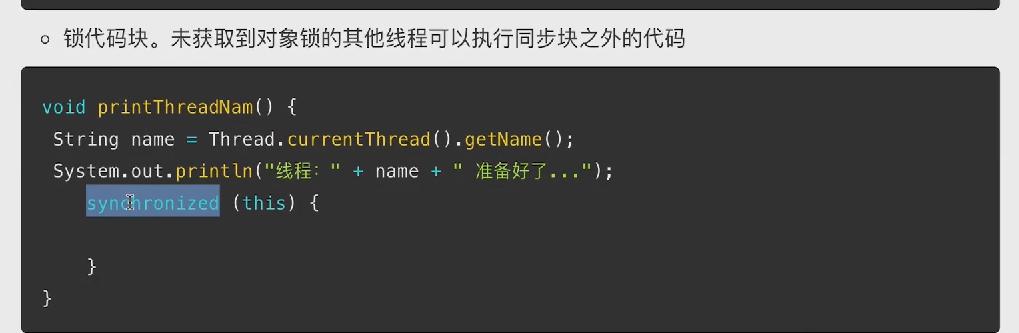 锁代码块。未获取到对象锁的其他线程可以执行同步块之外的代码
void printThreadNam() {
String name = Thread.currentThread().getName();
System.out.println("线程：" + name + " 准备好了...");
synchronized (this) {
}
}